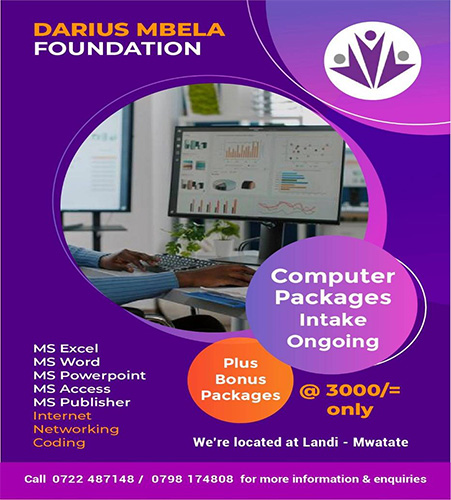 DARIUS MBELA
FOUNDATION
Computer
Packages
Intake
Ongoing
Plus
Bonus
Packages
@ 3000/=
only
MS Excel
MS Word
MS Powerpoint
MS Access
MS Publisher
Internet
Networking
Coding
We're located at Landi - Mwatate
Call 0722 487148 / 0798 174808 for more information & enquiries